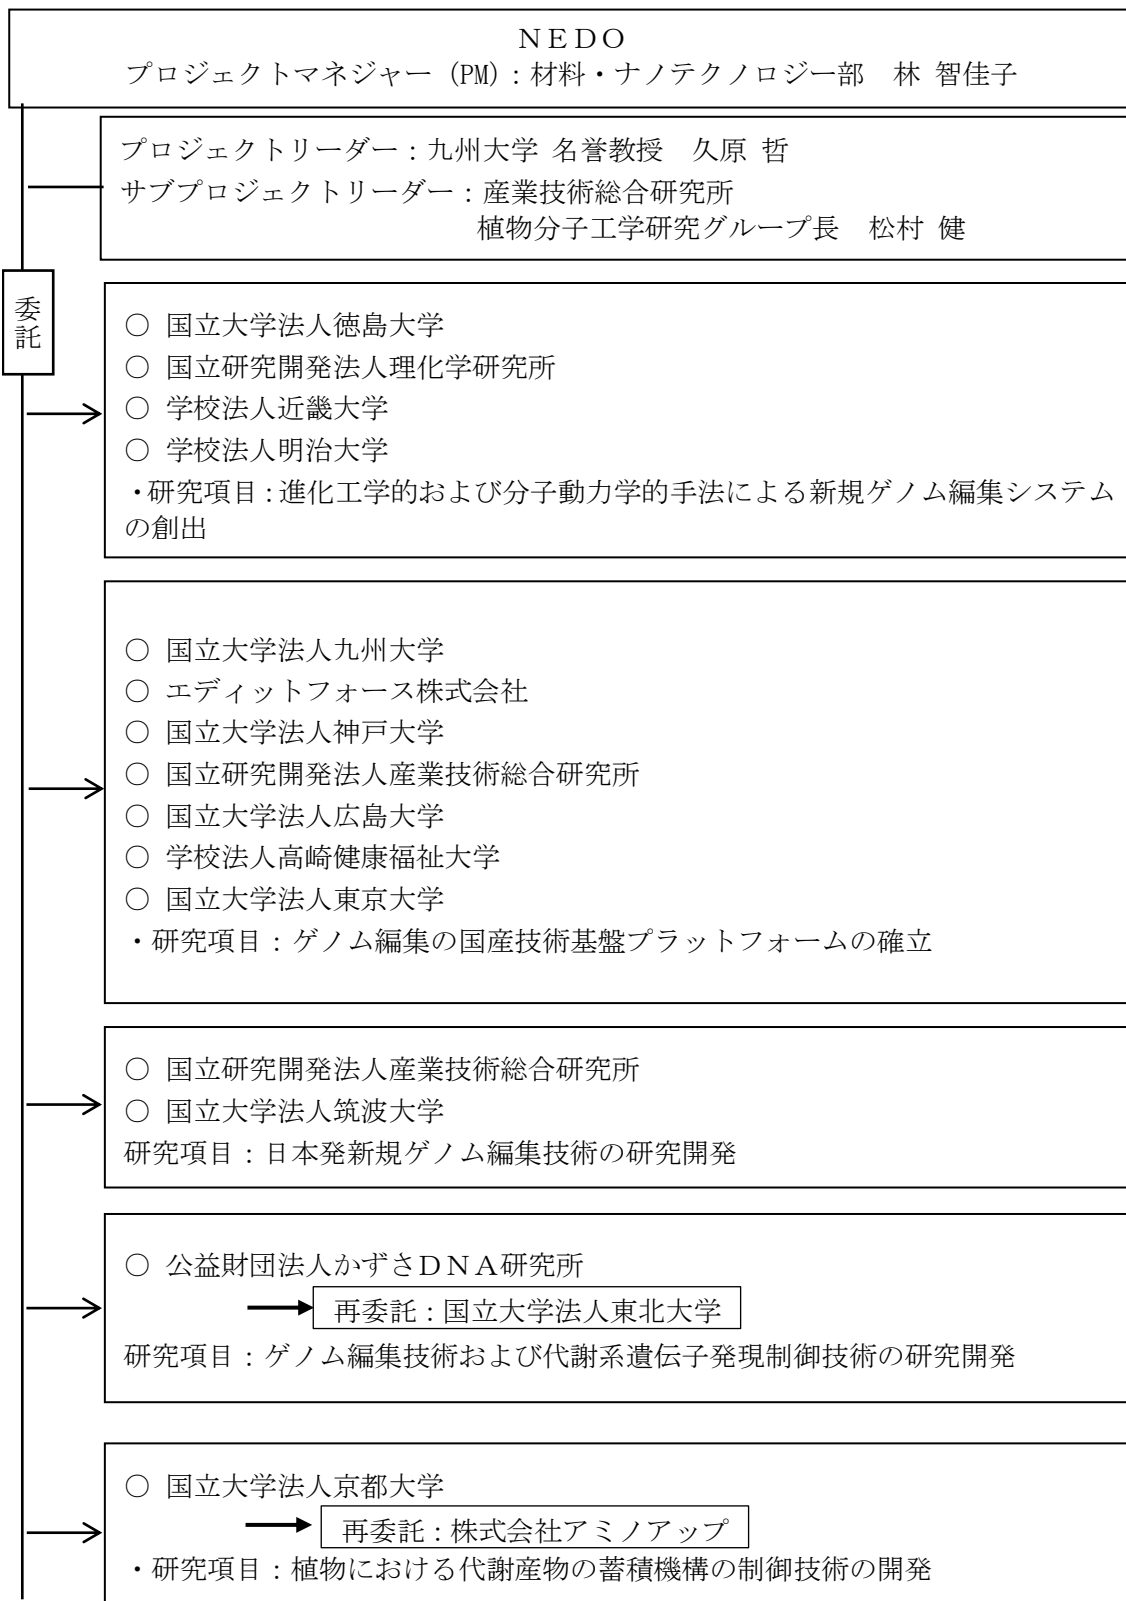 ＮＥＤＯ
プロジェクトマネジャー (PM)：材料・ナノテクノロジー部　林 智佳子
プロジェクトリーダー：九州大学 名誉教授　久原 哲
サブプロジェクトリーダー：産業技術総合研究所
植物分子工学研究グループ長　松村 健
委託
○ 国立大学法人徳島大学
○ 国立研究開発法人理化学研究所
○ 学校法人近畿大学
○ 学校法人明治大学
・研究項目：進化工学的および分子動力学的手法による新規ゲノム編集システム
の創出
○ 国立大学法人九州大学
○ エディットフォース株式会社
○ 国立大学法人神戸大学
○ 国立研究開発法人産業技術総合研究所
○ 国立大学法人広島大学
○ 学校法人高崎健康福祉大学
○ 国立大学法人東京大学
・研究項目：ゲノム編集の国産技術基盤プラットフォームの確立
○ 国立研究開発法人産業技術総合研究所
○ 国立大学法人筑波大学
研究項目：日本発新規ゲノム編集技術の研究開発
○ 公益財団法人かずさＤＮＡ研究所
再委託：国立大学法人東北大学
研究項目：ゲノム編集技術および代謝系遺伝子発現制御技術の研究開発
○ 国立大学法人京都大学
再委託：株式会社アミノアップ
・研究項目：植物における代謝産物の蓄積機構の制御技術の開発